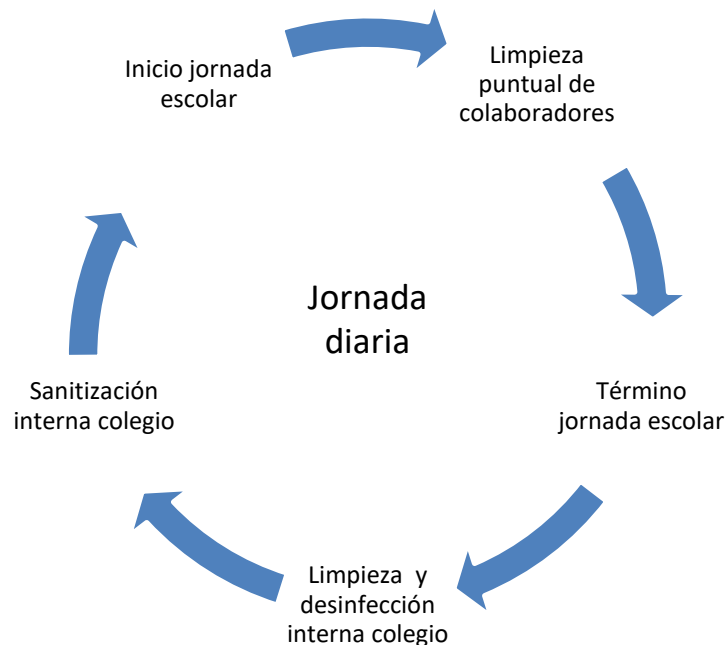 Inicio jornada
escolar
Limpieza
puntual de
colaboradores
Jornada
diaria
Término
jornada escolar
Limpieza y
desinfección
interna colegio
Sanitización
interna colegio